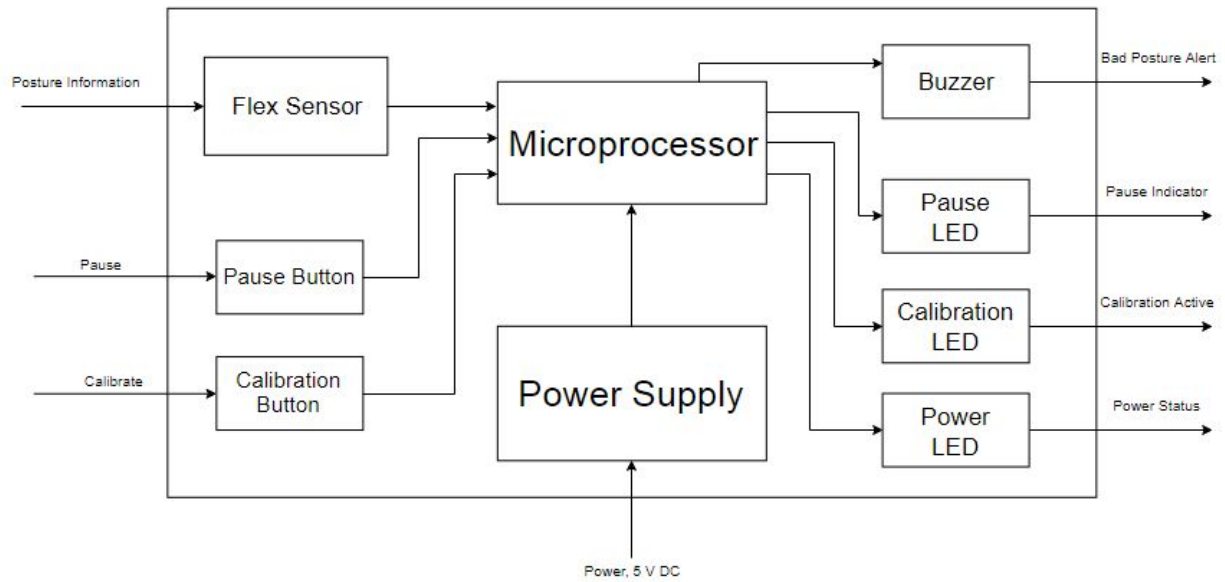 Bad Posture Alert
Posture Information
Flex Sensor
Microprocessor
Buzzer
Pause
LED
Pause Indicator
Pause
Pause Button
Calibration
LED
Calibration Active
Calibrate
Calibration
Button
Power Supply
Power
LED
Power Status
Power, 5 V DC